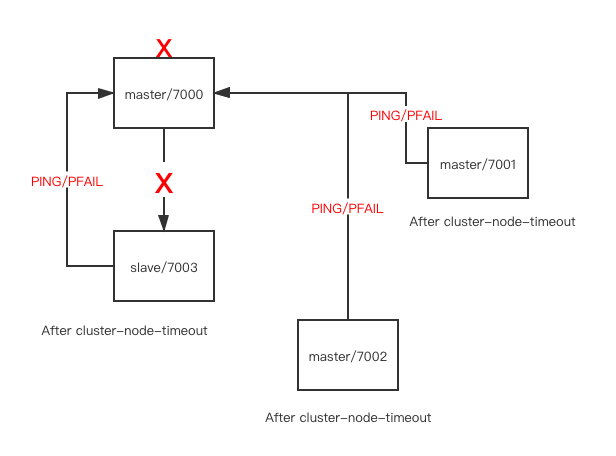 X
master/7000
PING/PFAIL
master/7001
PING/PFAIL
X
PING/PFAIL
After cluster-node-timeout
slave/7003
After cluster-node-timeout
master/7002
After cluster-node-timeout